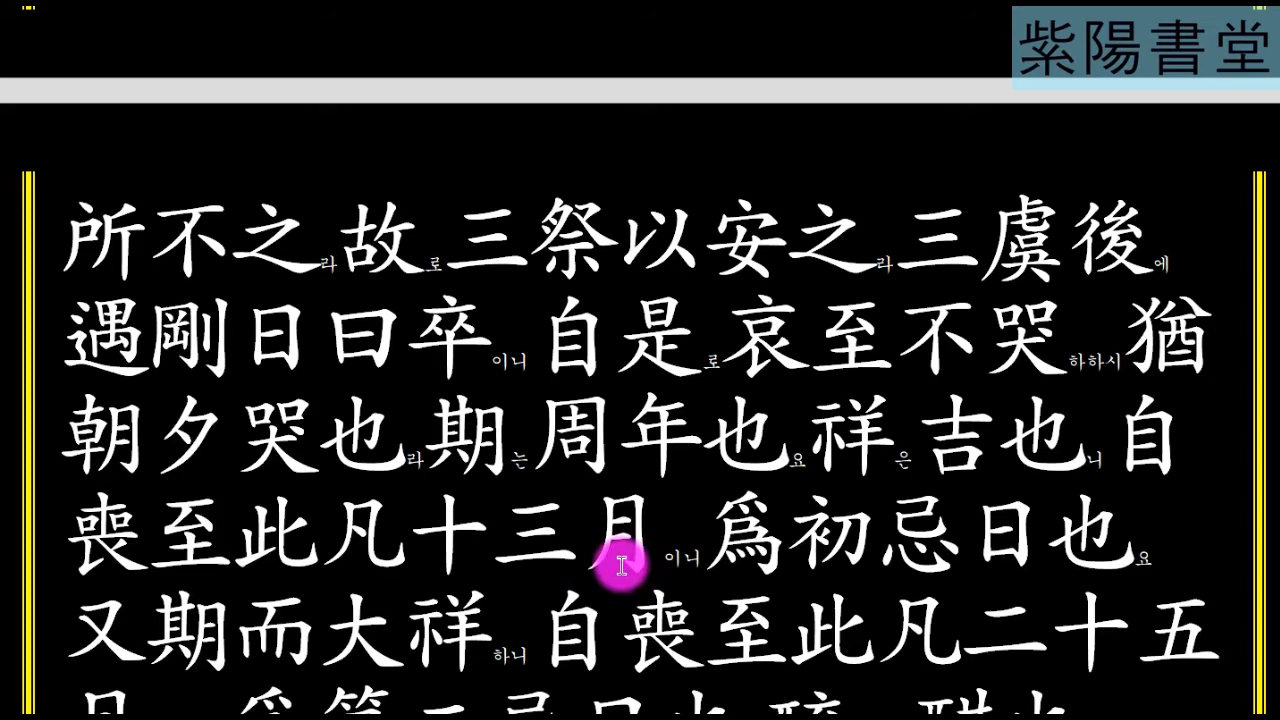 紫陽書堂
所不之라故로三祭以安之라三虞後에
遇剛日曰卒이니自是로哀至不哭하하시猶
朝夕哭也라期는周年也요祥은吉也니自
喪至此凡十三月이니爲初忌日也요
又期而大祥하니自喪至此凡二十五